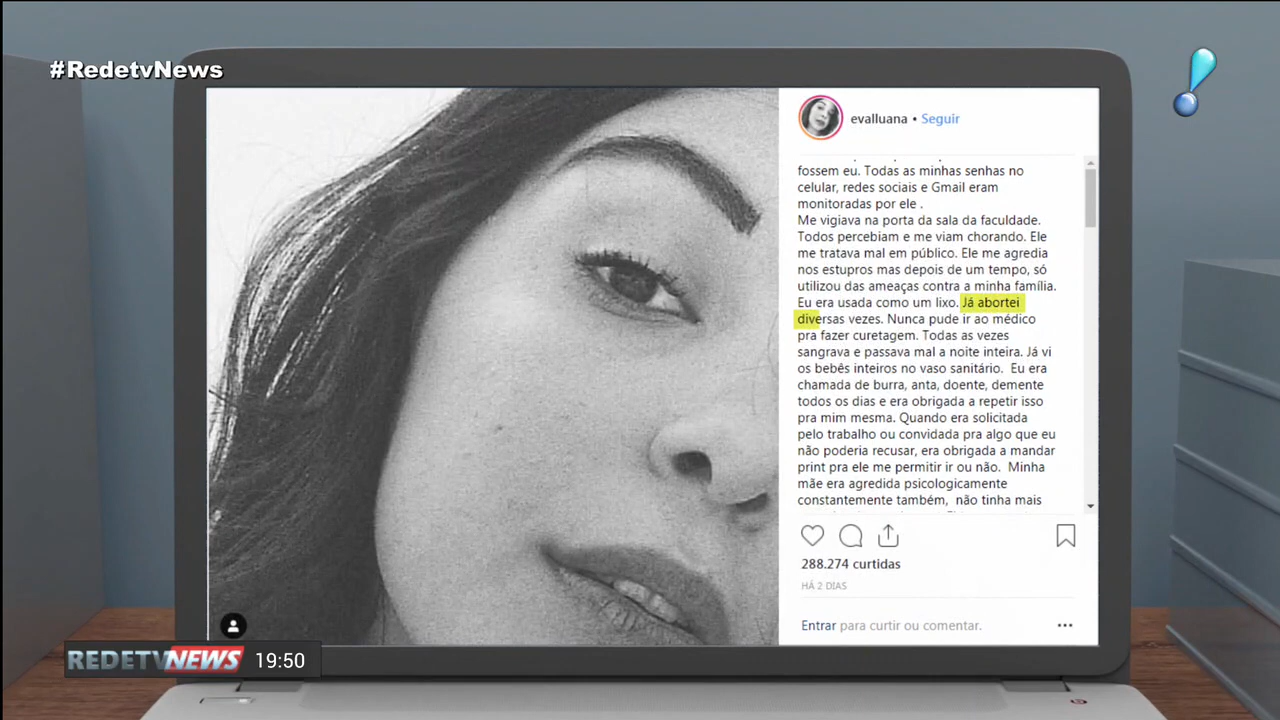 #RedetvNews
evalluana • Seguir
fossem eu. Todas as minhas senhas no
celular, redes sociais e Gmail eram
monitoradas por ele .
Me vigiava na porta da sala da faculdade.
Todos percebiam e me viam chorando. Ele
me tratava mal em público. Ele me agredia
nos estupros mas depois de um tempo, só
utilizou das ameaças contra a minha família.
Eu era usada como um lixo. Já abortei
diversas vezes. Nunca pude ir ao médico
pra fazer curetagem. Todas as vezes
sangrava e passava mal a noite inteira. Já vi
os bebês inteiros no vaso sanitário. Eu era
chamada de burra, anta, doente, demente
todos os dias e era obrigada a repetir isso
pra mim mesma. Quando era solicitada
pelo trabalho ou convidada pra algo que eu
não poderia recusar, era obrigada a mandar
print pra ele me permitir ir ou não. Minha
mãe era agredida psicologicamente
constantemente também, não tinha mais
288.274 curtidas
HÁ 2 DIAS
Entrar para curtir ou comentar.
REDETVNEWS 19:50